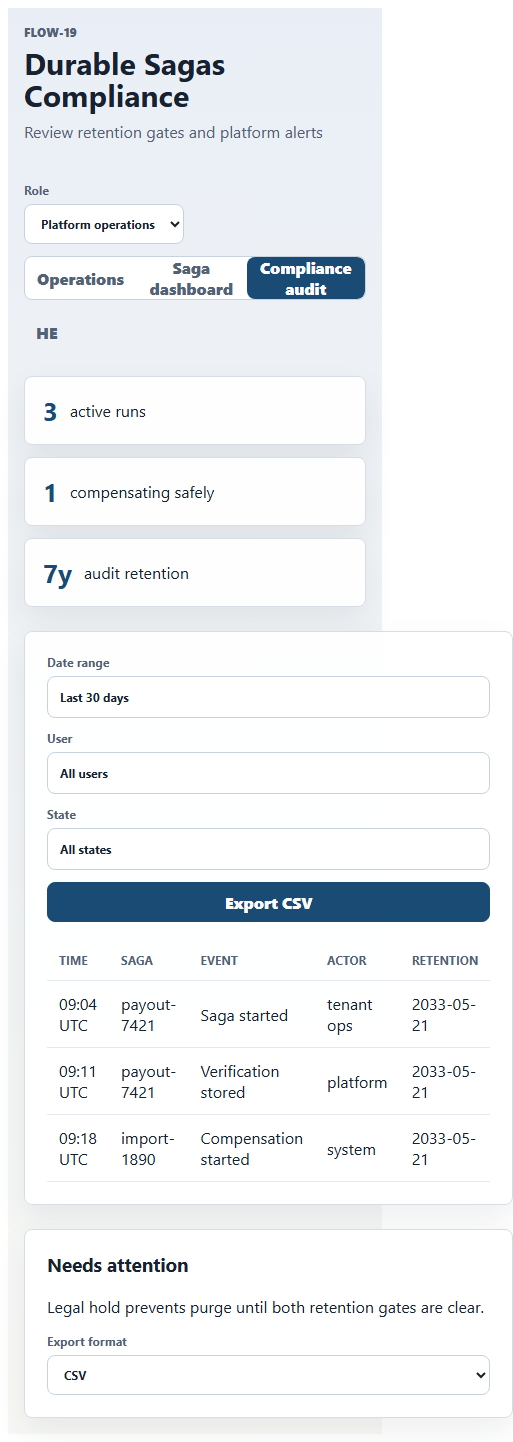 FLOW-19
Durable Sagas
Compliance
Review retention gates and platform alerts
Role
Platform operations
Operations
Saga
dashboard
Compliance
audit
HE
3 active runs
1 compensating safely
7y audit retention
Date range
Last 30 days
User
All users
State
All states
Export CSV
TIME SAGA EVENT ACTOR RETENTION
09:04 payout- Saga started tenant 2033-05-
UTC 7421 ops 21
09:11 payout- Verification platform 2033-05-
UTC 7421 stored 21
09:18 import- Compensation system 2033-05-
UTC 1890 started 21
Needs attention
Legal hold prevents purge until both retention gates are clear.
Export format
CSV